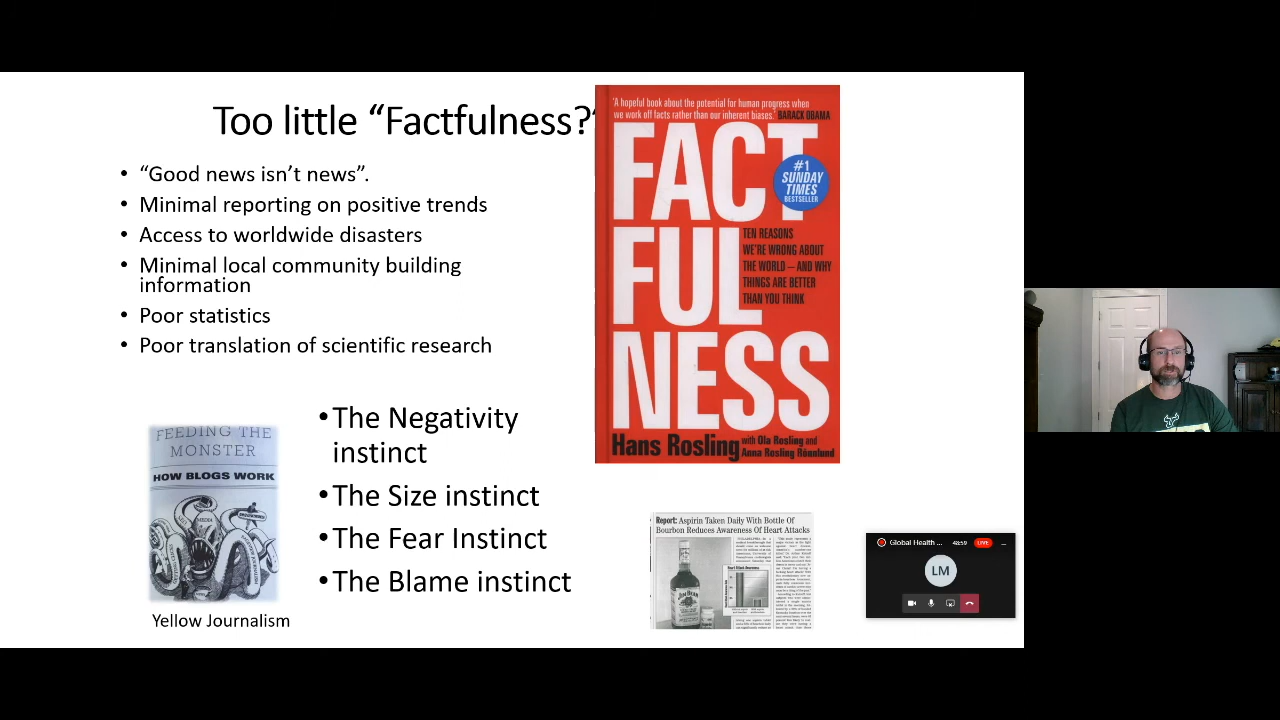 Too little “Factfulness?”
• “Good news isn’t news”.
• Minimal reporting on positive trends
• Access to worldwide disasters
• Minimal local community building
information
• Poor statistics
• Poor translation of scientific research
• The Negativity
instinct
• The Size instinct
• The Fear Instinct
• The Blame instinct
FEEDING THE
MONSTER
HOW BLOGS WORK
MEDIA
Yellow Journalism
'A hopeful book about the potential for human progress when
we work off facts rather than our inherent biases.' BARACK OBAMA
FACT
FUL
NESS
#1
SUNDAY
TIMES
BESTSELLER
TEN REASONS
WE'RE WRONG ABOUT
THE WORLD – AND WHY
THINGS ARE BETTER
THAN YOU THINK
Hans Rosling with Ola Rosling and
Anna Rosling Rönnlund
Report: Aspirin Taken Daily With Bottle Of
Bourbon Reduces Awareness Of Heart Attacks
JIM BEAM
Global Health ... 48:59 LIVE ...
LM